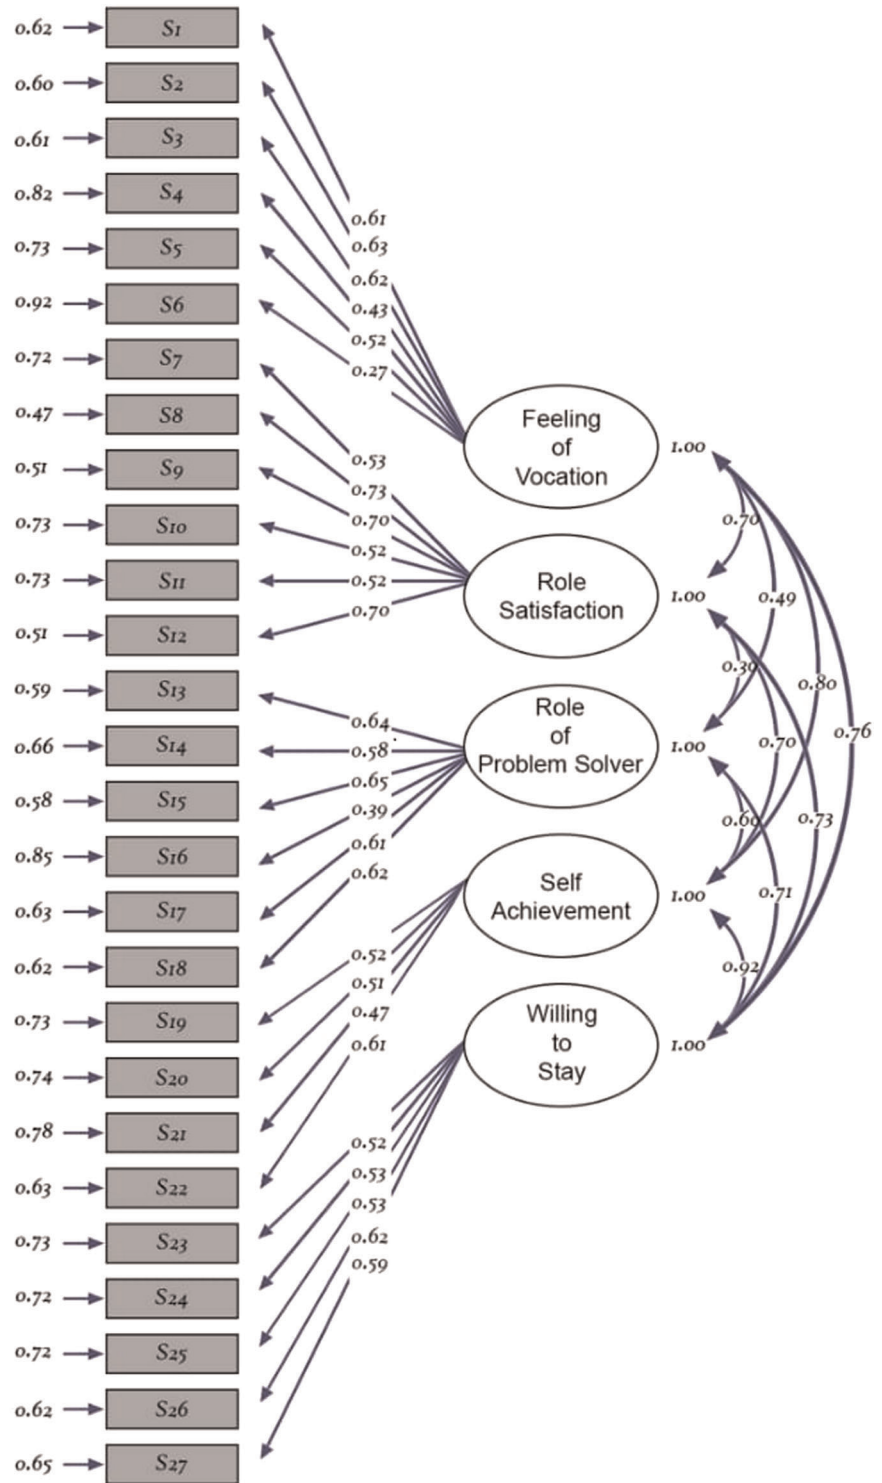 0.62 S1
0.60 S2
0.61 S3
0.82 S4
0.61
0.73 S5
0.63
0.62
0.92 S6
0.43
0.52
0.72 S7
0.27
0.47 S8
Feeling
of
Vocation
1.00
0.51 S9
0.53
0.73
0.70
0.73 S10
0.70
0.52
0.73 S11
0.52
Role
Satisfaction
1.00
0.49
0.70
0.51 S12
0.59 S13
0.39
0.80
0.64
Role
of
Problem Solver
1.00
0.66 S14
0.58
0.70
0.76
0.65
0.58 S15
0.39
0.60
0.73
0.85 S16
0.61
0.62
0.63 S17
Self
Achievement
1.00
0.71
0.62 S18
0.52
0.92
0.51
0.73 S19
0.47
0.61
Willing
to
Stay
1.00
0.74 S20
0.78 S21
0.52
0.63 S22
0.53
0.53
0.73 S23
0.62
0.59
0.72 S24
0.72 S25
0.62 S26
0.65 S27